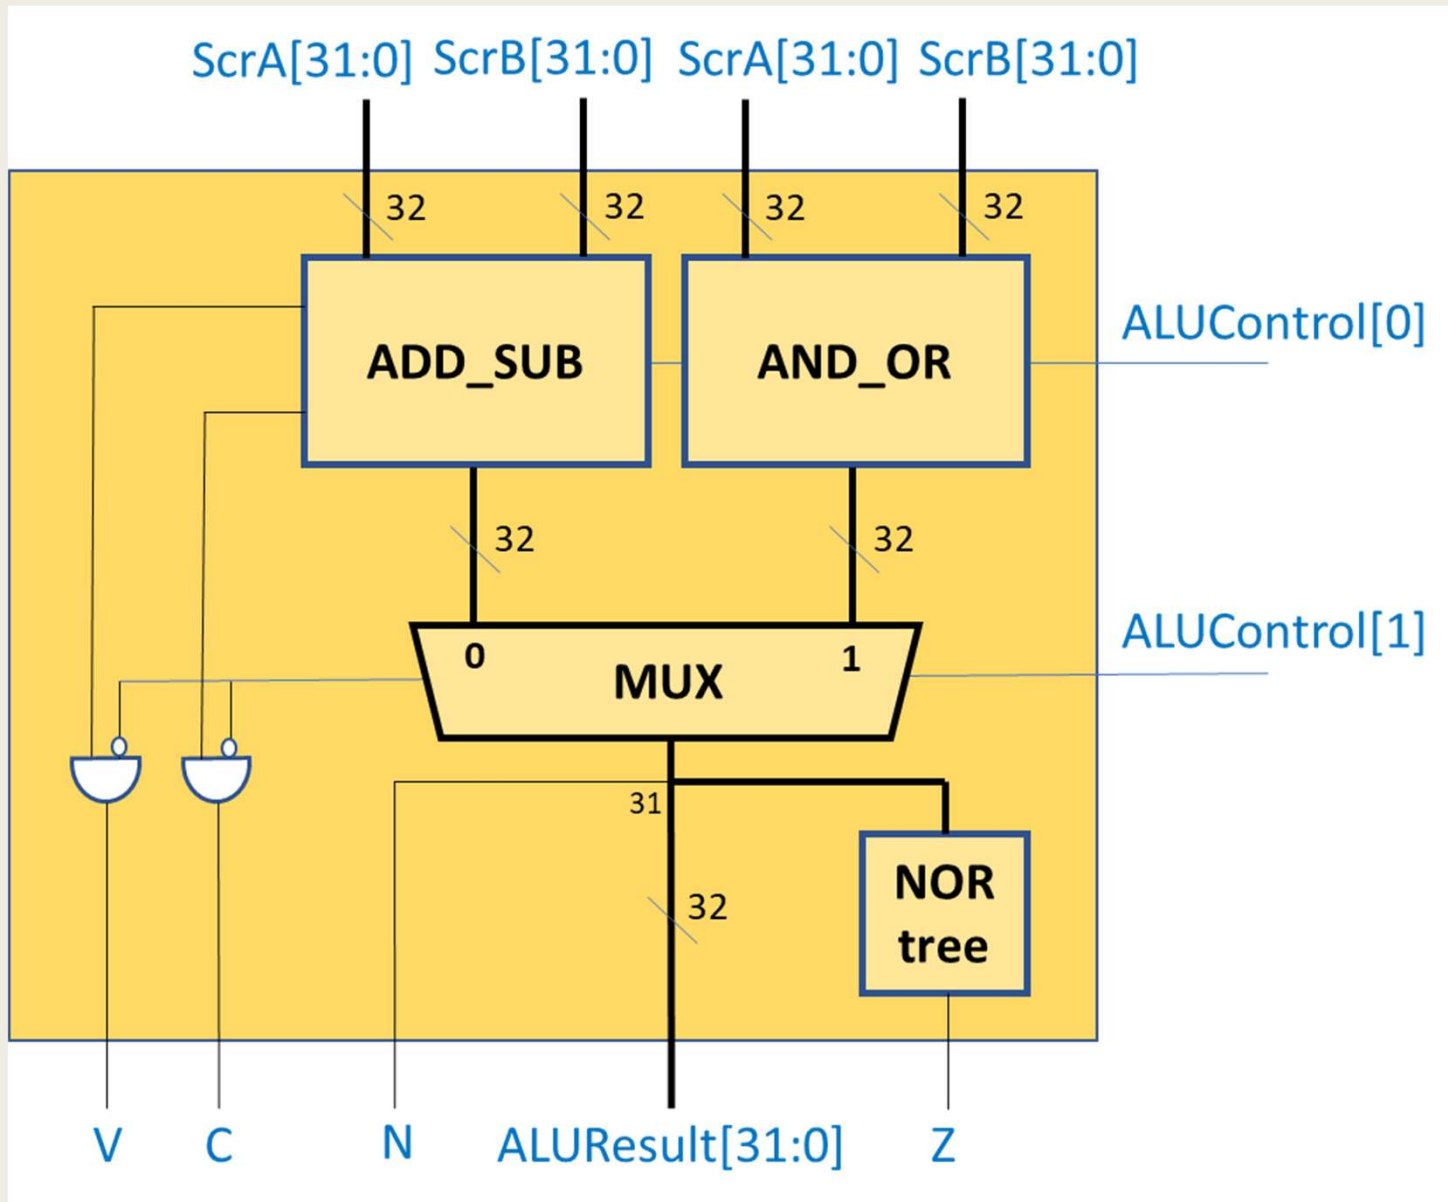 ScrA[31:0] ScrB[31:0] ScrA[31:0] ScrB[31:0]
32 32 32 32
ALUControl[0]
ADD_SUB AND_OR
32 32
ALUControl[1]
0 1
MUX
31
NOR
tree
32
V C N ALUResult[31:0] Z